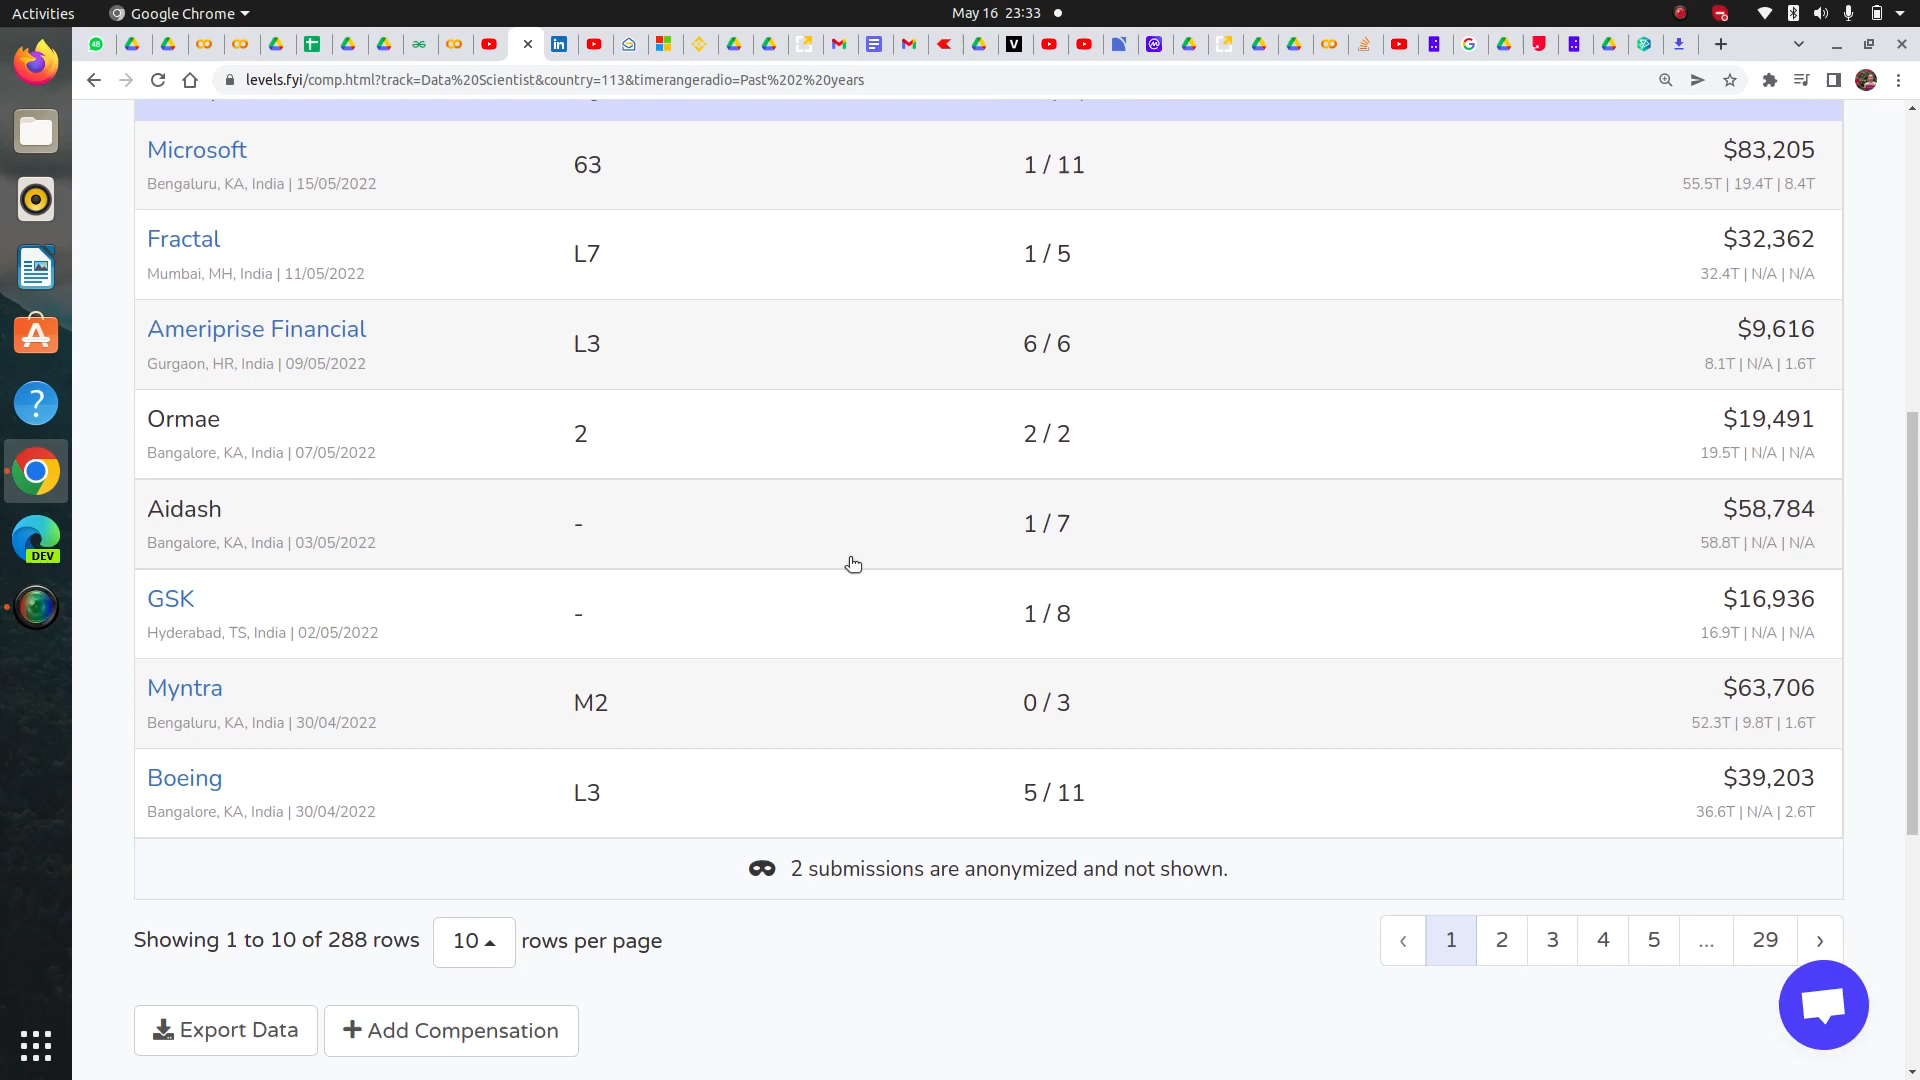 Activities
Google Chrome
May 16 23:33
48
levels.fyi/comp.html?track=Data%20Scientist&country=113&timerangeradio=Past%202%20years
Microsoft
63
1 / 11
$83,205
Bengaluru, KA, India | 15/05/2022
55.5T | 19.4T | 8.4T
Fractal
L7
1 / 5
$32,362
Mumbai, MH, India | 11/05/2022
32.4T | N/A | N/A
Ameriprise Financial
L3
6 / 6
$9,616
Gurgaon, HR, India | 09/05/2022
8.1T | N/A | 1.6T
Ormae
2
2 / 2
$19,491
Bangalore, KA, India | 07/05/2022
19.5T | N/A | N/A
Aidash
-
1 / 7
$58,784
Bangalore, KA, India | 03/05/2022
58.8T | N/A | N/A
GSK
-
1 / 8
$16,936
Hyderabad, TS, India | 02/05/2022
16.9T | N/A | N/A
Myntra
M2
0 / 3
$63,706
Bengaluru, KA, India | 30/04/2022
52.3T | 9.8T | 1.6T
Boeing
L3
5 / 11
$39,203
Bangalore, KA, India | 30/04/2022
36.6T | N/A | 2.6T
2 submissions are anonymized and not shown.
Showing 1 to 10 of 288 rows 10 rows per page
‹ 1 2 3 4 5 ... 29 ›
Export Data
Add Compensation
DEV